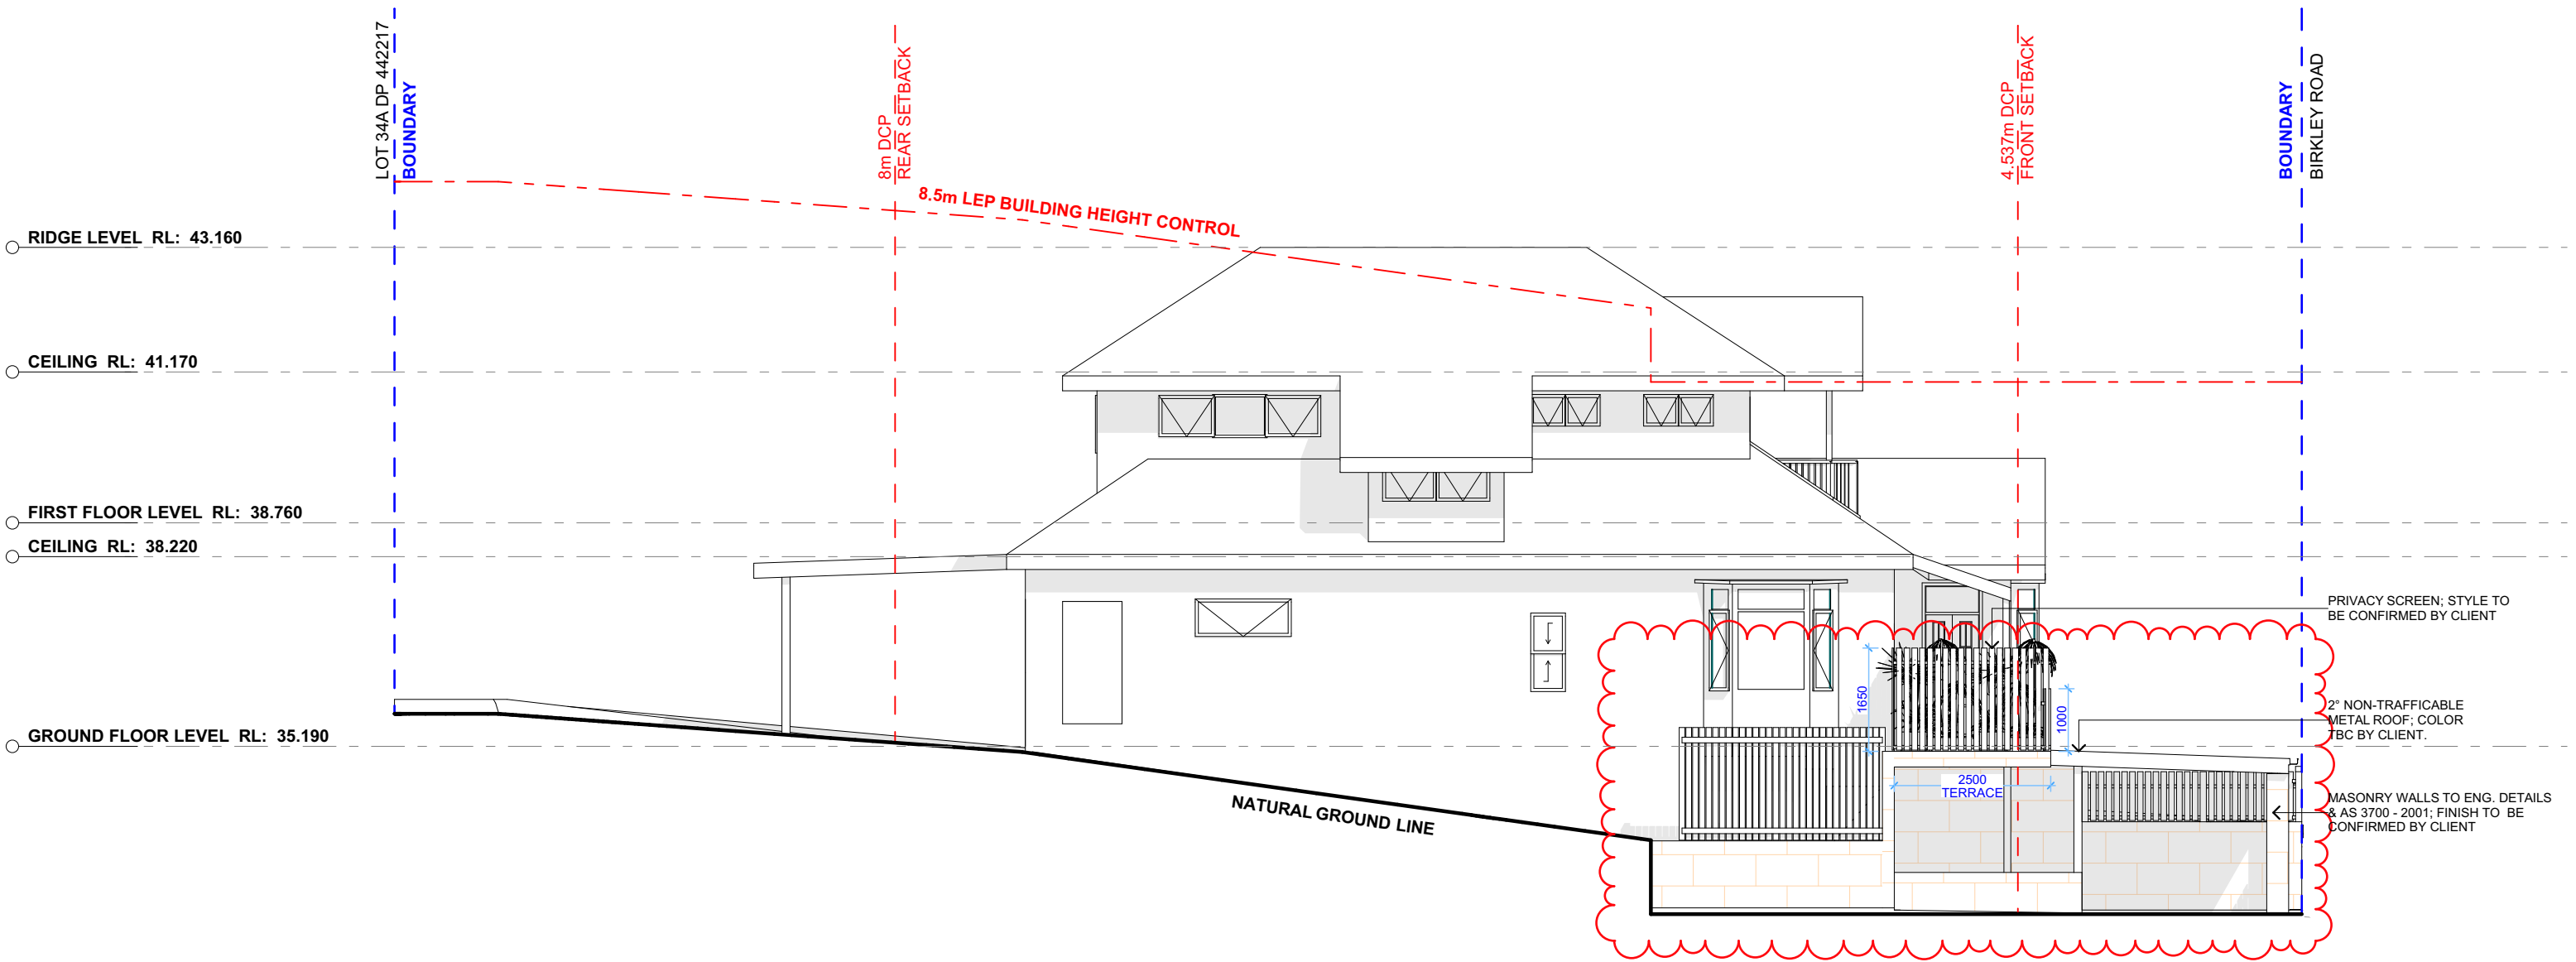 LOT 34A DP 442217
BOUNDARY
8m DCP
REAR SETBACK
4.537m DCP
FRONT SETBACK
BOUNDARY
BIRKLEY ROAD
8.5m LEP BUILDING HEIGHT CONTROL
RIDGE LEVEL RL: 43.160
CEILING RL: 41.170
FIRST FLOOR LEVEL RL: 38.760
CEILING RL: 38.220
GROUND FLOOR LEVEL RL: 35.190
NATURAL GROUND LINE
1650
1000
2500
TERRACE
PRIVACY SCREEN; STYLE TO
BE CONFIRMED BY CLIENT
2° NON-TRAFFICABLE
METAL ROOF; COLOR
TBC BY CLIENT.
MASONRY WALLS TO ENG. DETAILS
& AS 3700 - 2001; FINISH TO BE
CONFIRMED BY CLIENT